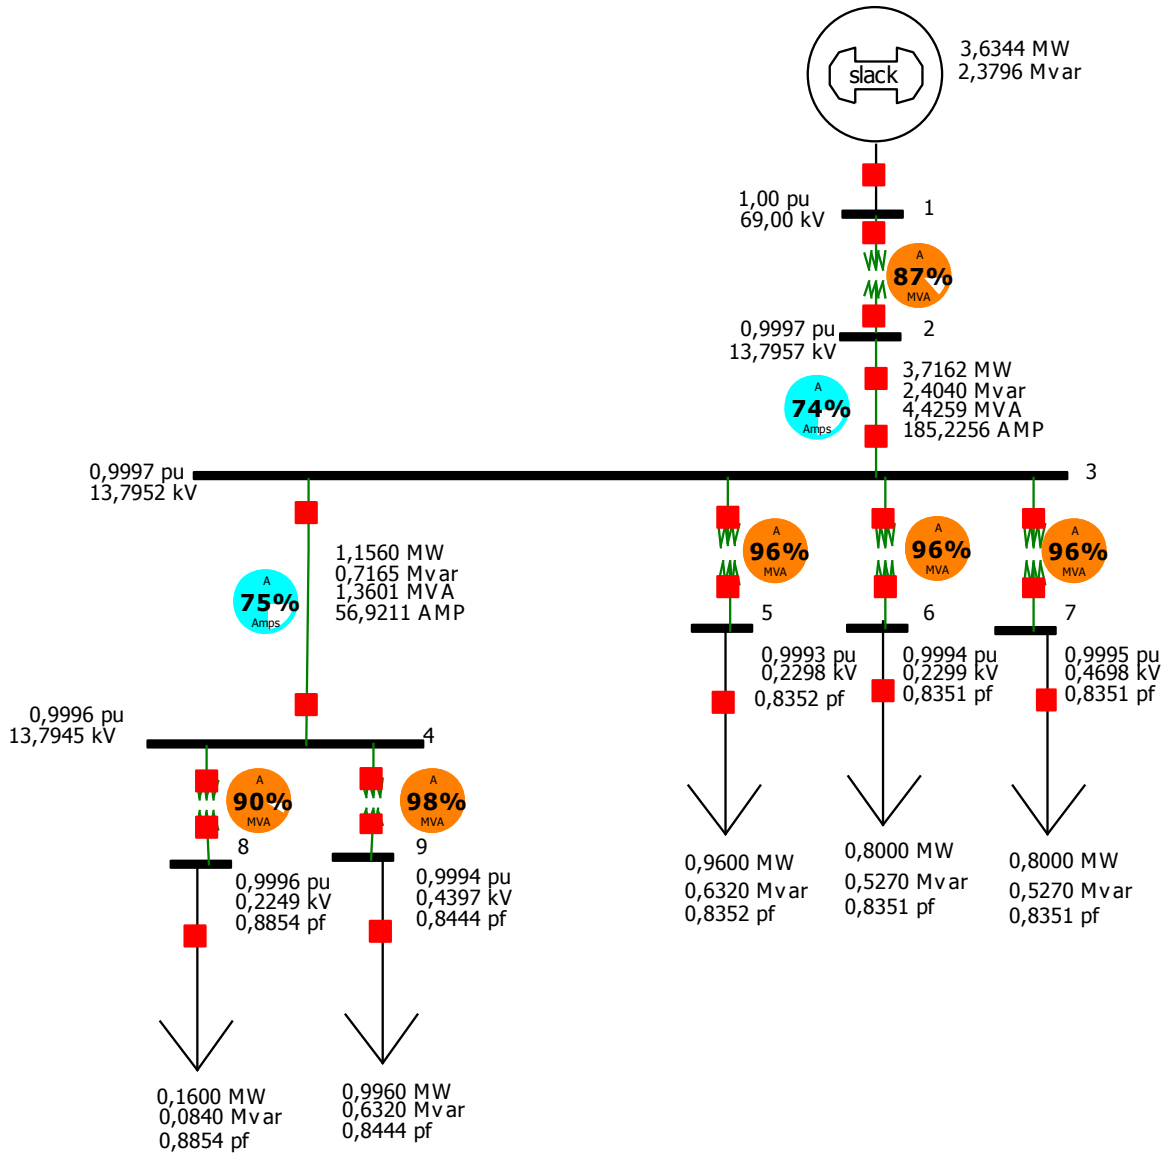 3,6344 MW
2,3796 Mvar
slack
1,00 pu
69,00 kV
1
A
87%
MVA
0,9997 pu
13,7957 kV
2
3,7162 MW
2,4040 Mvar
4,4259 MVA
185,2256 AMP
A
74%
Amps
0,9997 pu
13,7952 kV
3
1,1560 MW
0,7165 Mvar
1,3601 MVA
56,9211 AMP
A
75%
Amps
A
96%
MVA
A
96%
MVA
A
96%
MVA
5
6
7
0,9993 pu
0,2298 kV
0,8352 pf
0,9994 pu
0,2299 kV
0,8351 pf
0,9995 pu
0,4698 kV
0,8351 pf
0,9996 pu
13,7945 kV
4
A
90%
MVA
A
98%
MVA
8
9
0,9996 pu
0,2249 kV
0,8854 pf
0,9994 pu
0,4397 kV
0,8444 pf
0,9600 MW
0,6320 Mvar
0,8352 pf
0,8000 MW
0,5270 Mvar
0,8351 pf
0,8000 MW
0,5270 Mvar
0,8351 pf
0,1600 MW
0,0840 Mvar
0,8854 pf
0,9960 MW
0,6320 Mvar
0,8444 pf